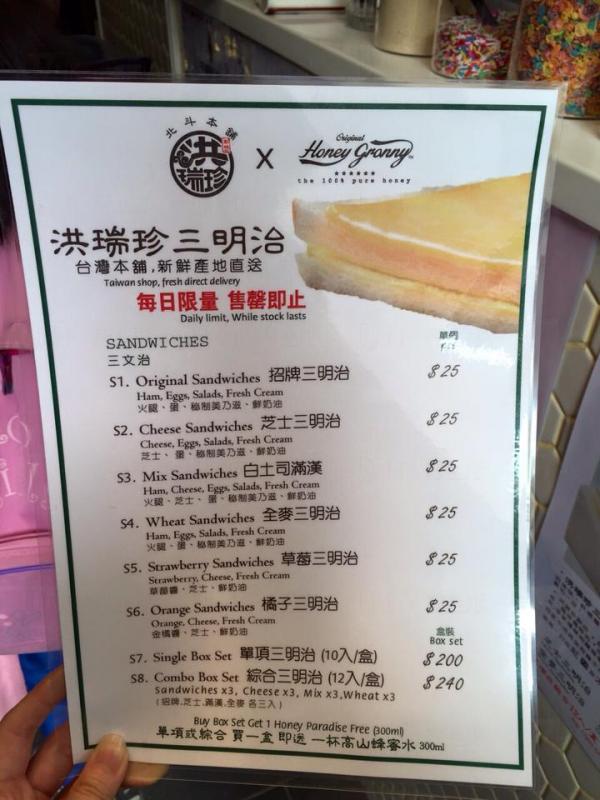 北斗本舖
洪瑞珍
X
Original
Honey Granny
the 100% pure honey
洪瑞珍三明治
台灣本舖,新鮮產地直送
Taiwan shop, fresh direct delivery
每日限量 售罄即止
Daily limit, While stock lasts
SANDWICHES
三文治
單個
S1. Original Sandwiches 招牌三明治 $25
Ham, Eggs, Salads, Fresh Cream
火腿、蛋、秘制美乃滋、鮮奶油
S2. Cheese Sandwiches 芝士三明治 $25
Cheese, Eggs, Salads, Fresh Cream
芝士、蛋、秘制美乃滋、鮮奶油
S3. Mix Sandwiches 白土司滿漢 $25
Ham, Cheese, Eggs, Salads, Fresh Cream
火腿、芝士、蛋、秘制美乃滋、鮮奶油
S4. Wheat Sandwiches 全麥三明治 $25
Ham, Eggs, Salads, Fresh Cream
火腿、蛋、秘制美乃滋、鮮奶油
S5. Strawberry Sandwiches 草莓三明治 $25
Strawberry, Cheese, Fresh Cream
草莓醬、芝士、鮮奶油
S6. Orange Sandwiches 橘子三明治 $25
Orange, Cheese, Fresh Cream
金橘醬、芝士、鮮奶油
盒裝
Box set
S7. Single Box Set 單項三明治 (10入/盒) $200
S8. Combo Box Set 綜合三明治 (12入/盒) $240
Sandwiches x3, Cheese x3, Mix x3,Wheat x3
(招牌,芝士,滿漢,全麥 各三入)
Buy Box Set Get 1 Honey Paradise Free (300ml)
單項或綜合 買一盒 即送 一杯高山蜂蜜水 300ml